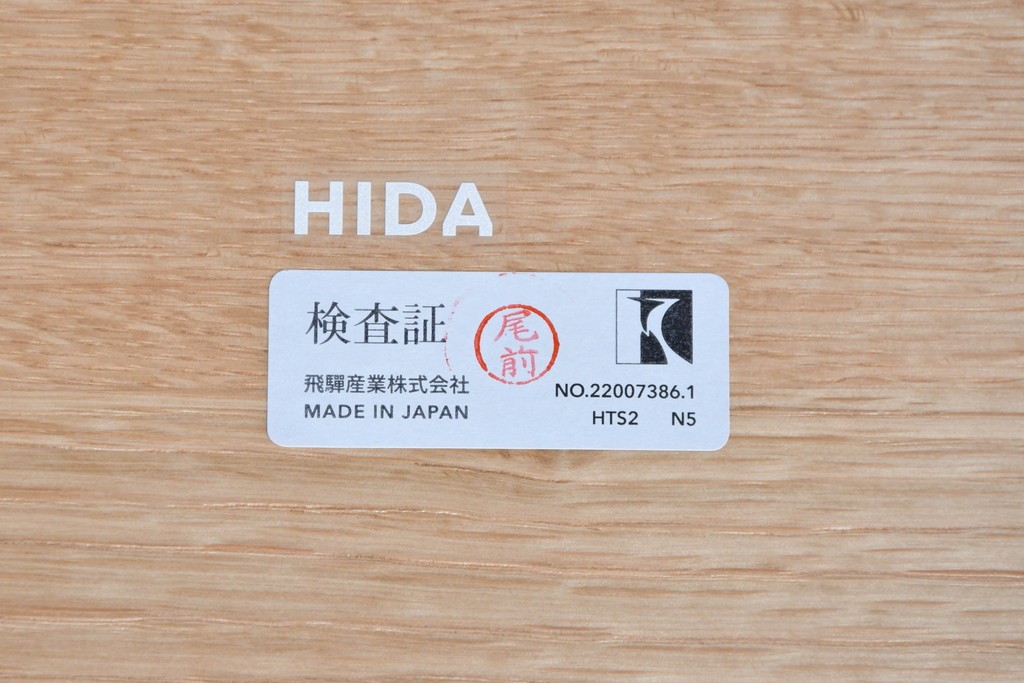 HIDA
検査証
尾前
飛驒産業株式会社
MADE IN JAPAN
NO.22007386.1
HTS2 N5